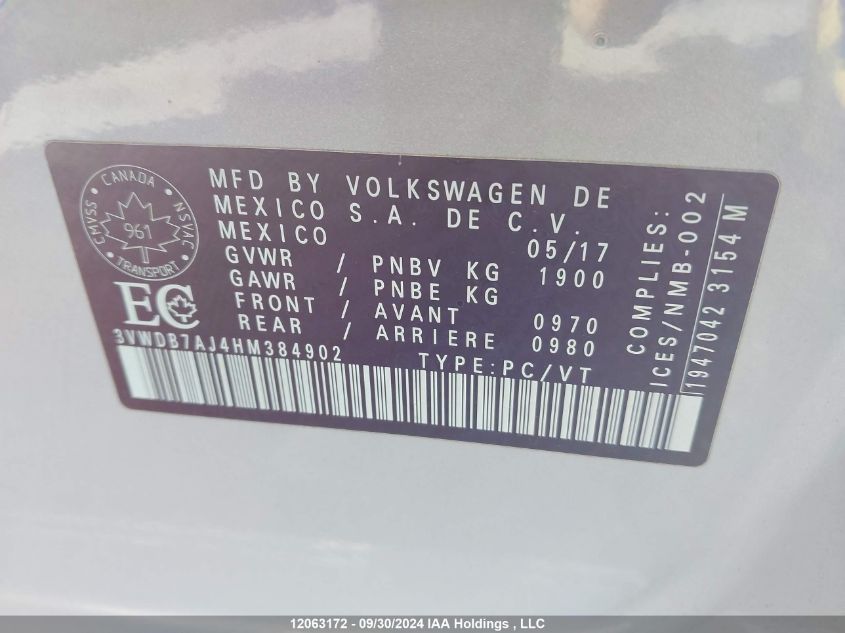 CANADA
CMVSS NSVAC
961
TRANSPORT
EC
MFD BY VOLKSWAGEN DE
MEXICO S.A. DE C.V.
MEXICO 05/17
GVWR / PNBV KG 1900
GAWR / PNBE KG
FRONT / AVANT 0970
REAR / ARRIERE 0980
3VWDB7AJ4HM384902 TYPE:PC/VT
COMPLIES:
ICES/NMB-002
1947042 3154 M
12063172 - 09/30/2024 IAA Holdings , LLC